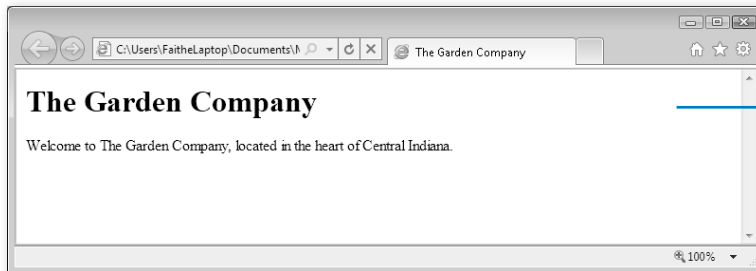 C:\Users\FaitheLaptop\Documents\
The Garden Company
The Garden Company
Welcome to The Garden Company, located in the heart of Central Indiana.
100%